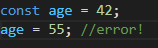 const age = 42;
age = 55; //error!